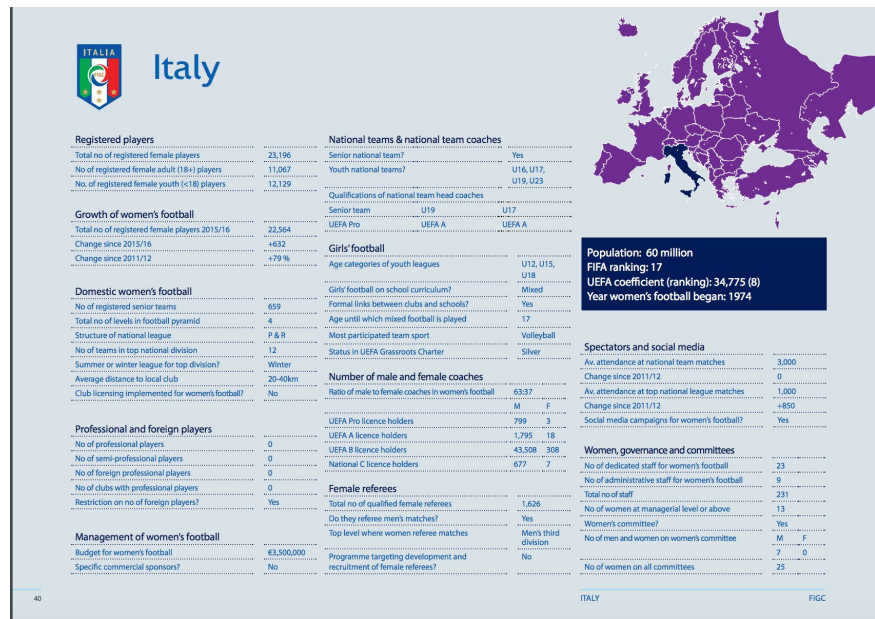 ITALIA
FIGC
Italy
Registered players
Total no of registered female players 23,196
No of registered female adult (18+) players 11,067
No. of registered female youth (<18) players 12,129
Growth of women's football
Total no of registered female players 2015/16 22,564
Change since 2015/16 +632
Change since 2011/12 +79 %
Domestic women's football
No of registered senior teams 659
Total no of levels in football pyramid 4
Structure of national league P & R
No of teams in top national division 12
Summer or winter league for top division? Winter
Average distance to local club 20-40km
Club licensing implemented for women's football? No
Professional and foreign players
No of professional players 0
No of semi-professional players 0
No of foreign professional players 0
No of clubs with professional players 0
Restriction on no of foreign players? Yes
Management of women's football
Budget for women's football €3,500,000
Specific commercial sponsors? No
National teams & national team coaches
Senior national team? Yes
Youth national teams? U16, U17,
U19, U23
Qualifications of national team head coaches
Senior team U19 U17
UEFA Pro UEFA A UEFA A
Girls' football
Age categories of youth leagues U12, U15,
U18
Girls' football on school curriculum? Mixed
Formal links between clubs and schools? Yes
Age until which mixed football is played 17
Most participated team sport Volleyball
Status in UEFA Grassroots Charter Silver
Number of male and female coaches
Ratio of male to female coaches in women's football 63:37
M F
UEFA Pro licence holders 799 3
UEFA A licence holders 1,795 18
UEFA B licence holders 43,508 308
National C licence holders 677 7
Female referees
Total no of qualified female referees 1,626
Do they referee men's matches? Yes
Top level where women referee matches Men's third
division
Programme targeting development and No
recruitment of female referees?
Population: 60 million
FIFA ranking: 17
UEFA coefficient (ranking): 34,775 (8)
Year women's football began: 1974
Spectators and social media
Av. attendance at national team matches 3,000
Change since 2011/12 0
Av. attendance at top national league matches 1,000
Change since 2011/12 +850
Social media campaigns for women's football? Yes
Women, governance and committees
No of dedicated staff for women's football 23
No of administrative staff for women's football 9
Total no of staff 231
No of women at managerial level or above 13
Women's committee? Yes
No of men and women on women's committee M F
7 0
No of women on all committees 25
40
ITALY FIGC